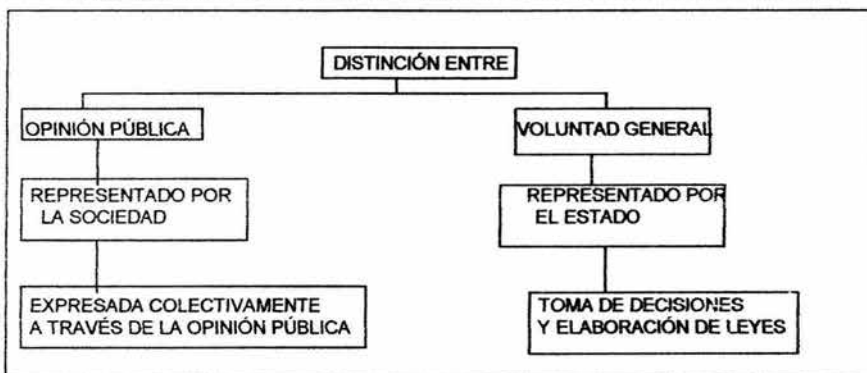 DISTINCIÓN ENTRE
OPINIÓN PÚBLICA
VOLUNTAD GENERAL
REPRESENTADO POR
LA SOCIEDAD
REPRESENTADO POR
EL ESTADO
EXPRESADA COLECTIVAMENTE
A TRAVÉS DE LA OPINIÓN PÚBLICA
TOMA DE DECISIONES
Y ELABORACIÓN DE LEYES